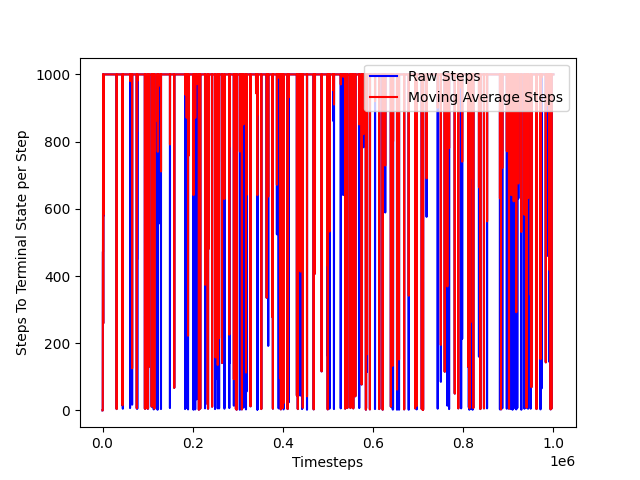 Raw Steps
Moving Average Steps
Steps To Terminal State per Step
1000
800
600
400
200
0
0.0 0.2 0.4 0.6 0.8 1.0
1e6
Timesteps